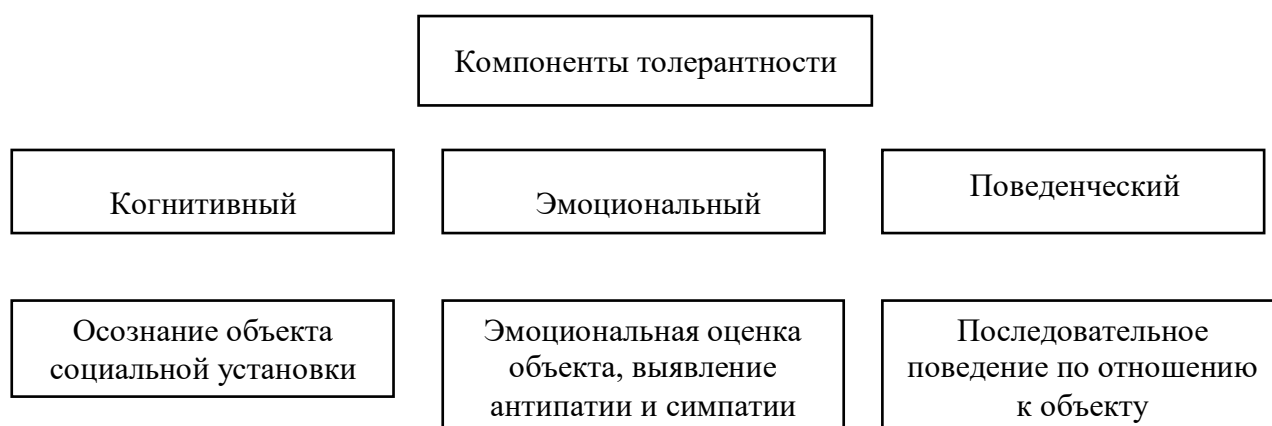 Компоненты толерантности
Когнитивный
Эмоциональный
Поведенческий
Осознание объекта
социальной установки
Эмоциональная оценка
объекта, выявление
антипатии и симпатии
Последовательное
поведение по отношению
к объекту